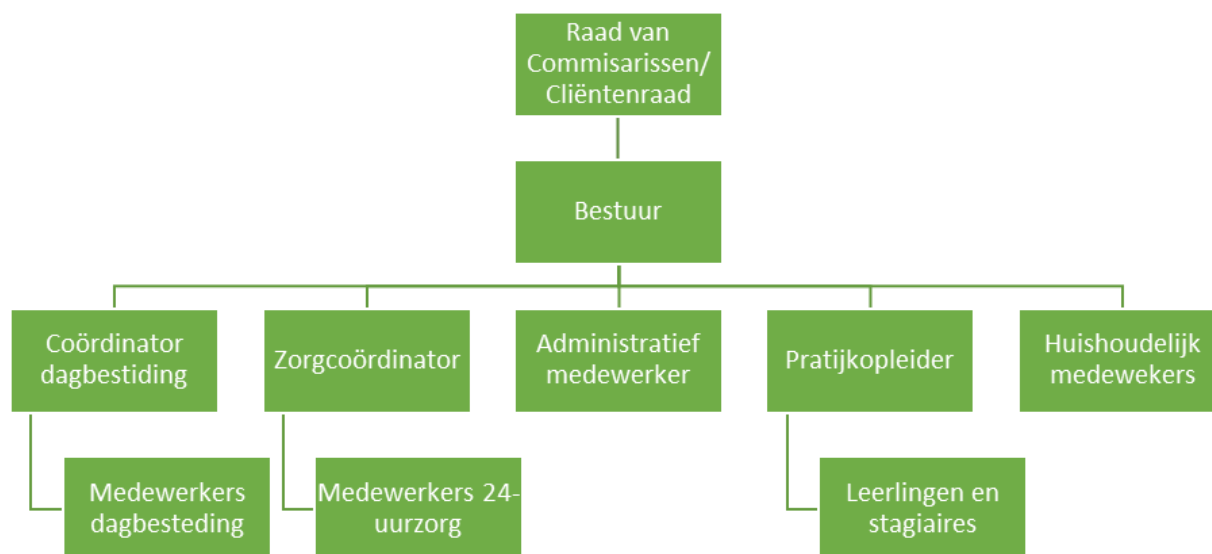 Raad van
Commisarissen/
Cliëntenraad
Bestuur
Coördinator
dagbestiding
Zorgcoördinator
Administratief
medewerker
Pratijkopleider
Huishoudelijk
medewekers
Medewerkers
dagbesteding
Medewerkers 24-
uurzorg
Leerlingen en
stagiaires